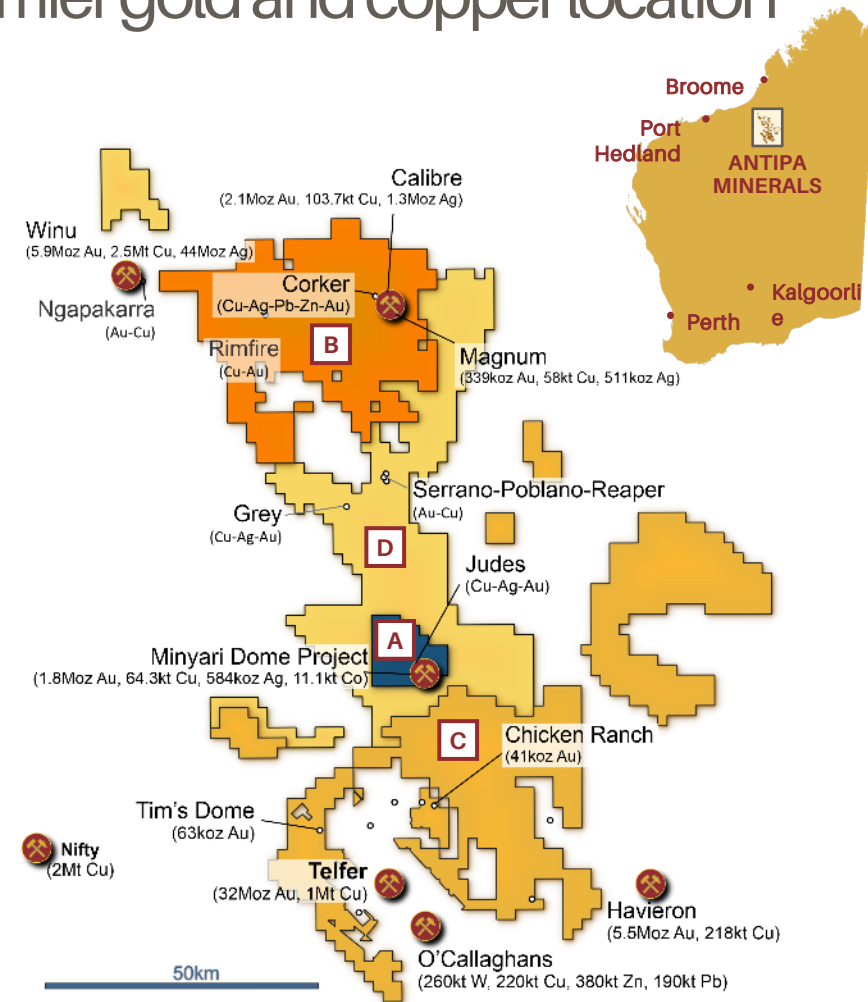 mier gold and copper location
Broome
Port
Hedland
ANTIPA
MINERALS
Kalgoorli
e
Perth
Calibre
(2.1Moz Au, 103.7kt Cu, 1.3Moz Ag)
Winu
(5.9Moz Au, 2.5Mt Cu, 44Moz Ag)
Corker
(Cu-Ag-Pb-Zn-Au)
Ngapakarra
(Au-Cu)
B
Rimfire
(Cu-Au)
Magnum
(339koz Au, 58kt Cu, 511koz Ag)
Serrano-Poblano-Reaper
(Au-Cu)
Grey
(Cu-Ag-Au)
D
Judes
(Cu-Ag-Au)
A
Minyari Dome Project
(1.8Moz Au, 64.3kt Cu, 584koz Ag, 11.1kt Co)
C
Chicken Ranch
(41koz Au)
Tim's Dome
(63koz Au)
Nifty
(2Mt Cu)
Telfer
(32Moz Au, 1Mt Cu)
Havieron
(5.5Moz Au, 218kt Cu)
O'Callaghans
(260kt W, 220kt Cu, 380kt Zn, 190kt Pb)
50km